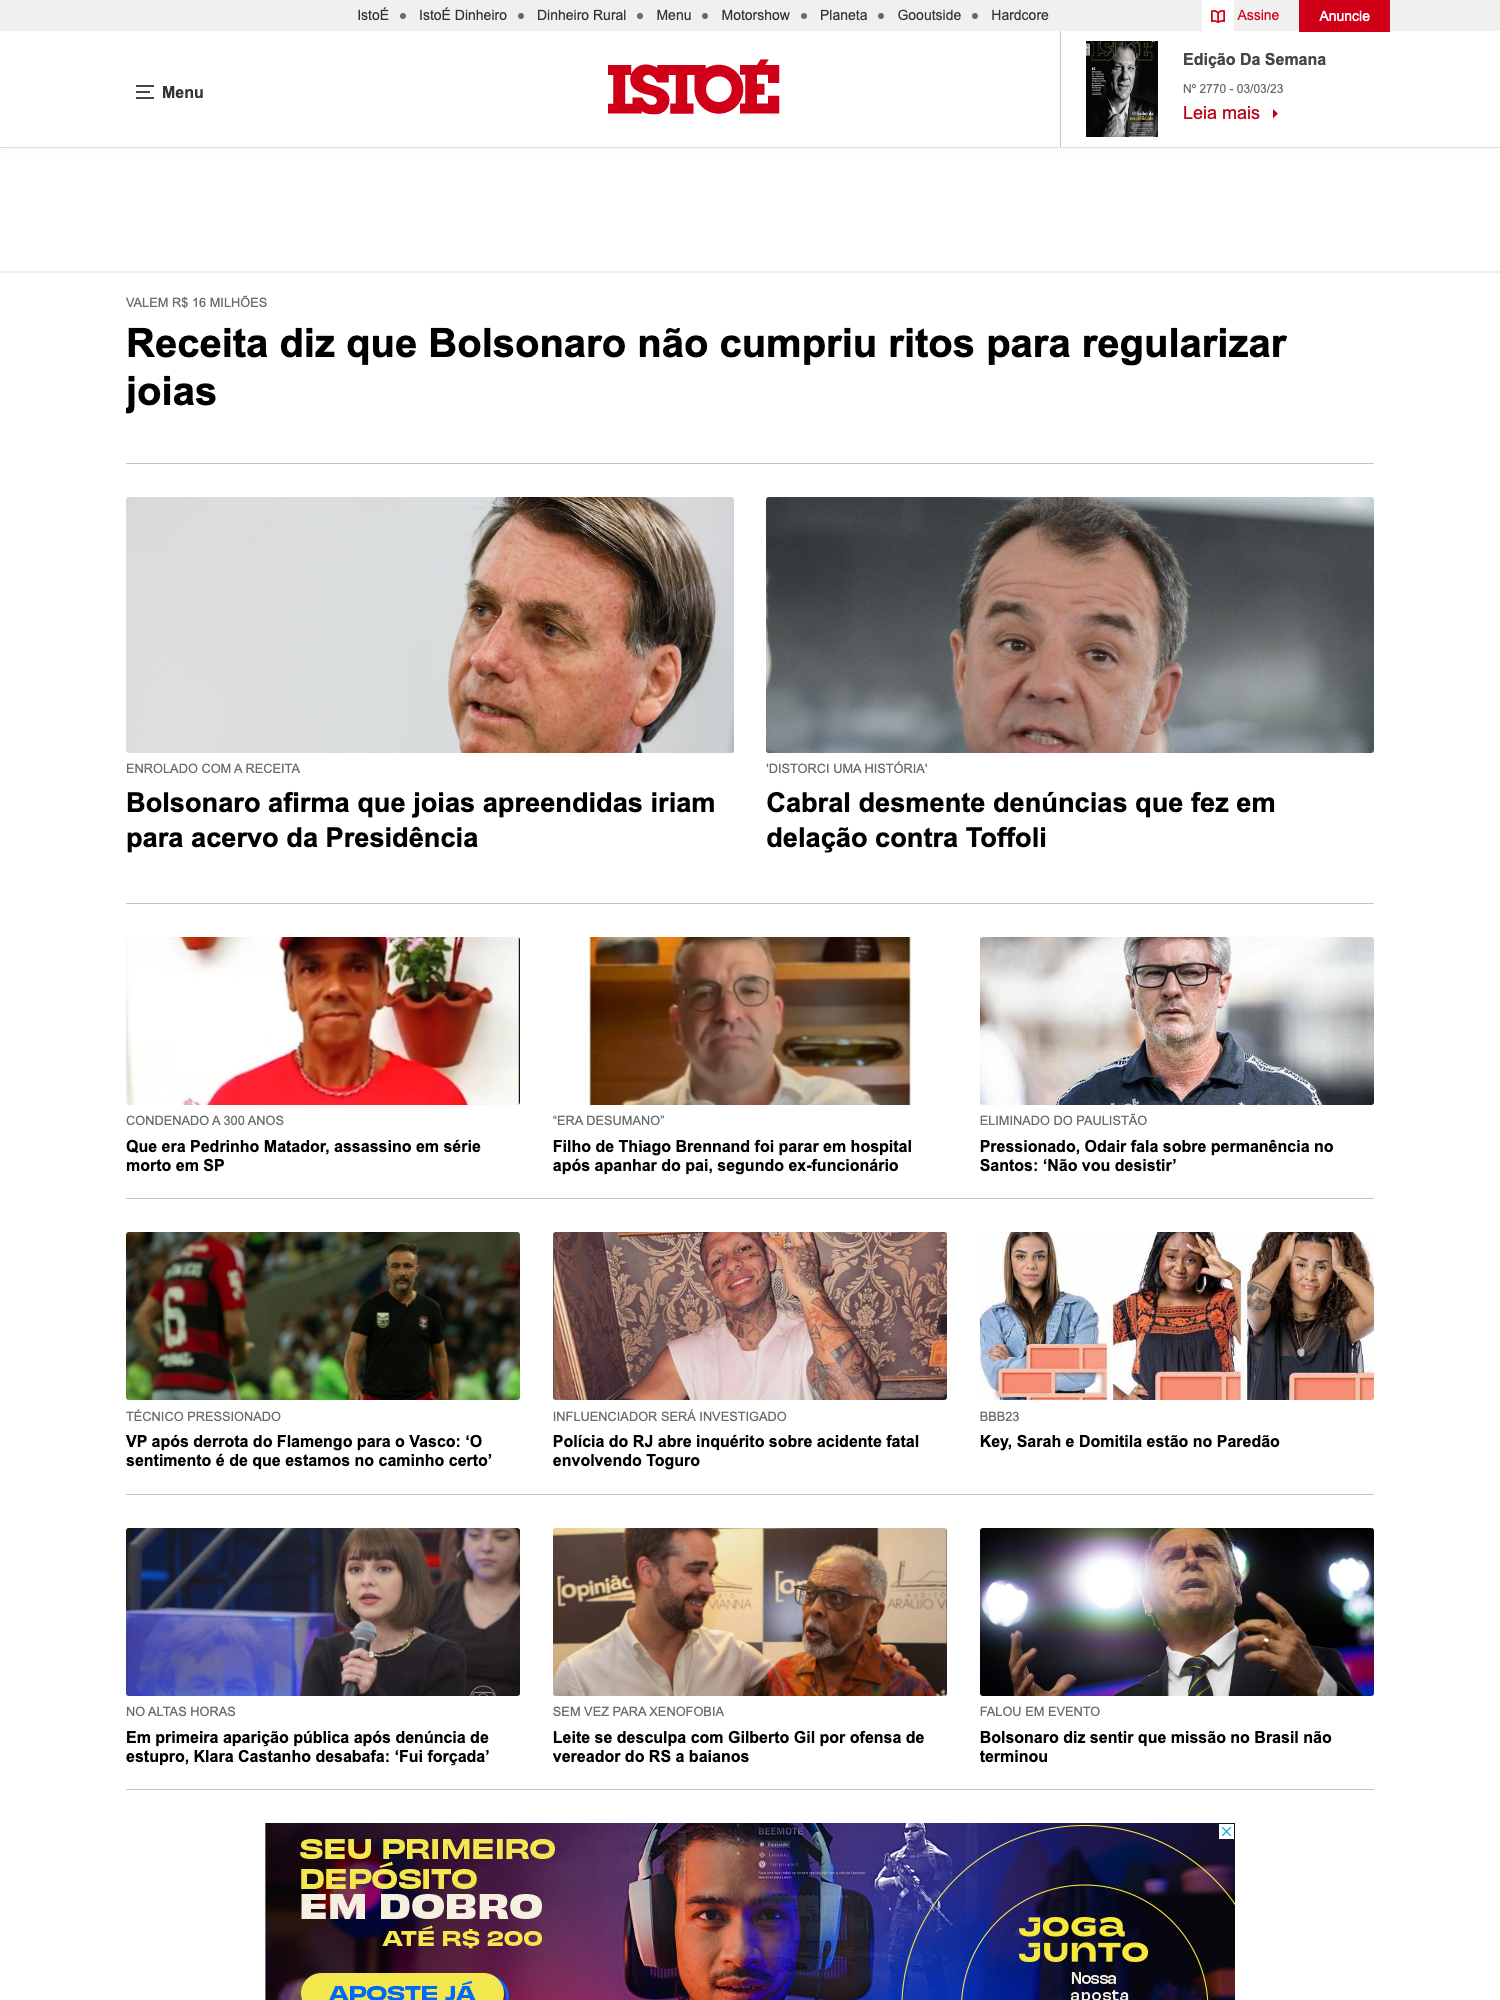 IstoÉ
IstoÉ Dinheiro
Dinheiro Rural
Menu
Motorshow
Planeta
Gooutside
Hardcore
Assine
Anuncie
Menu
ISTOÉ
Edição Da Semana
Nº 2770 - 03/03/23
Leia mais
VALEM R$ 16 MILHÕES
Receita diz que Bolsonaro não cumpriu ritos para regularizar
joias
ENROLADO COM A RECEITA
Bolsonaro afirma que joias apreendidas iriam
para acervo da Presidência
'DISTORCI UMA HISTÓRIA'
Cabral desmente denúncias que fez em
delação contra Toffoli
CONDENADO A 300 ANOS
Que era Pedrinho Matador, assassino em série
morto em SP
“ERA DESUMANO”
Filho de Thiago Brennand foi parar em hospital
após apanhar do pai, segundo ex-funcionário
ELIMINADO DO PAULISTÃO
Pressionado, Odair fala sobre permanência no
Santos: ‘Não vou desistir’
6
TÉCNICO PRESSIONADO
VP após derrota do Flamengo para o Vasco: ‘O
sentimento é de que estamos no caminho certo’
INFLUENCIADOR SERÁ INVESTIGADO
Polícia do RJ abre inquérito sobre acidente fatal
envolvendo Toguro
BBB23
Key, Sarah e Domitila estão no Paredão
[Opinião
VIANNA
[O
AUDITÓ
ARAÚJO V
NO ALTAS HORAS
Em primeira aparição pública após denúncia de
estupro, Klara Castanho desabafa: ‘Fui forçada’
SEM VEZ PARA XENOFOBIA
Leite se desculpa com Gilberto Gil por ofensa de
vereador do RS a baianos
FALOU EM EVENTO
Bolsonaro diz sentir que missão no Brasil não
terminou
SEU PRIMEIRO
DEPÓSITO
EM DOBRO
ATÉ R$ 200
APOSTE JÁ
BEEMOTE
JOGA
JUNTO
Nossa
aposta